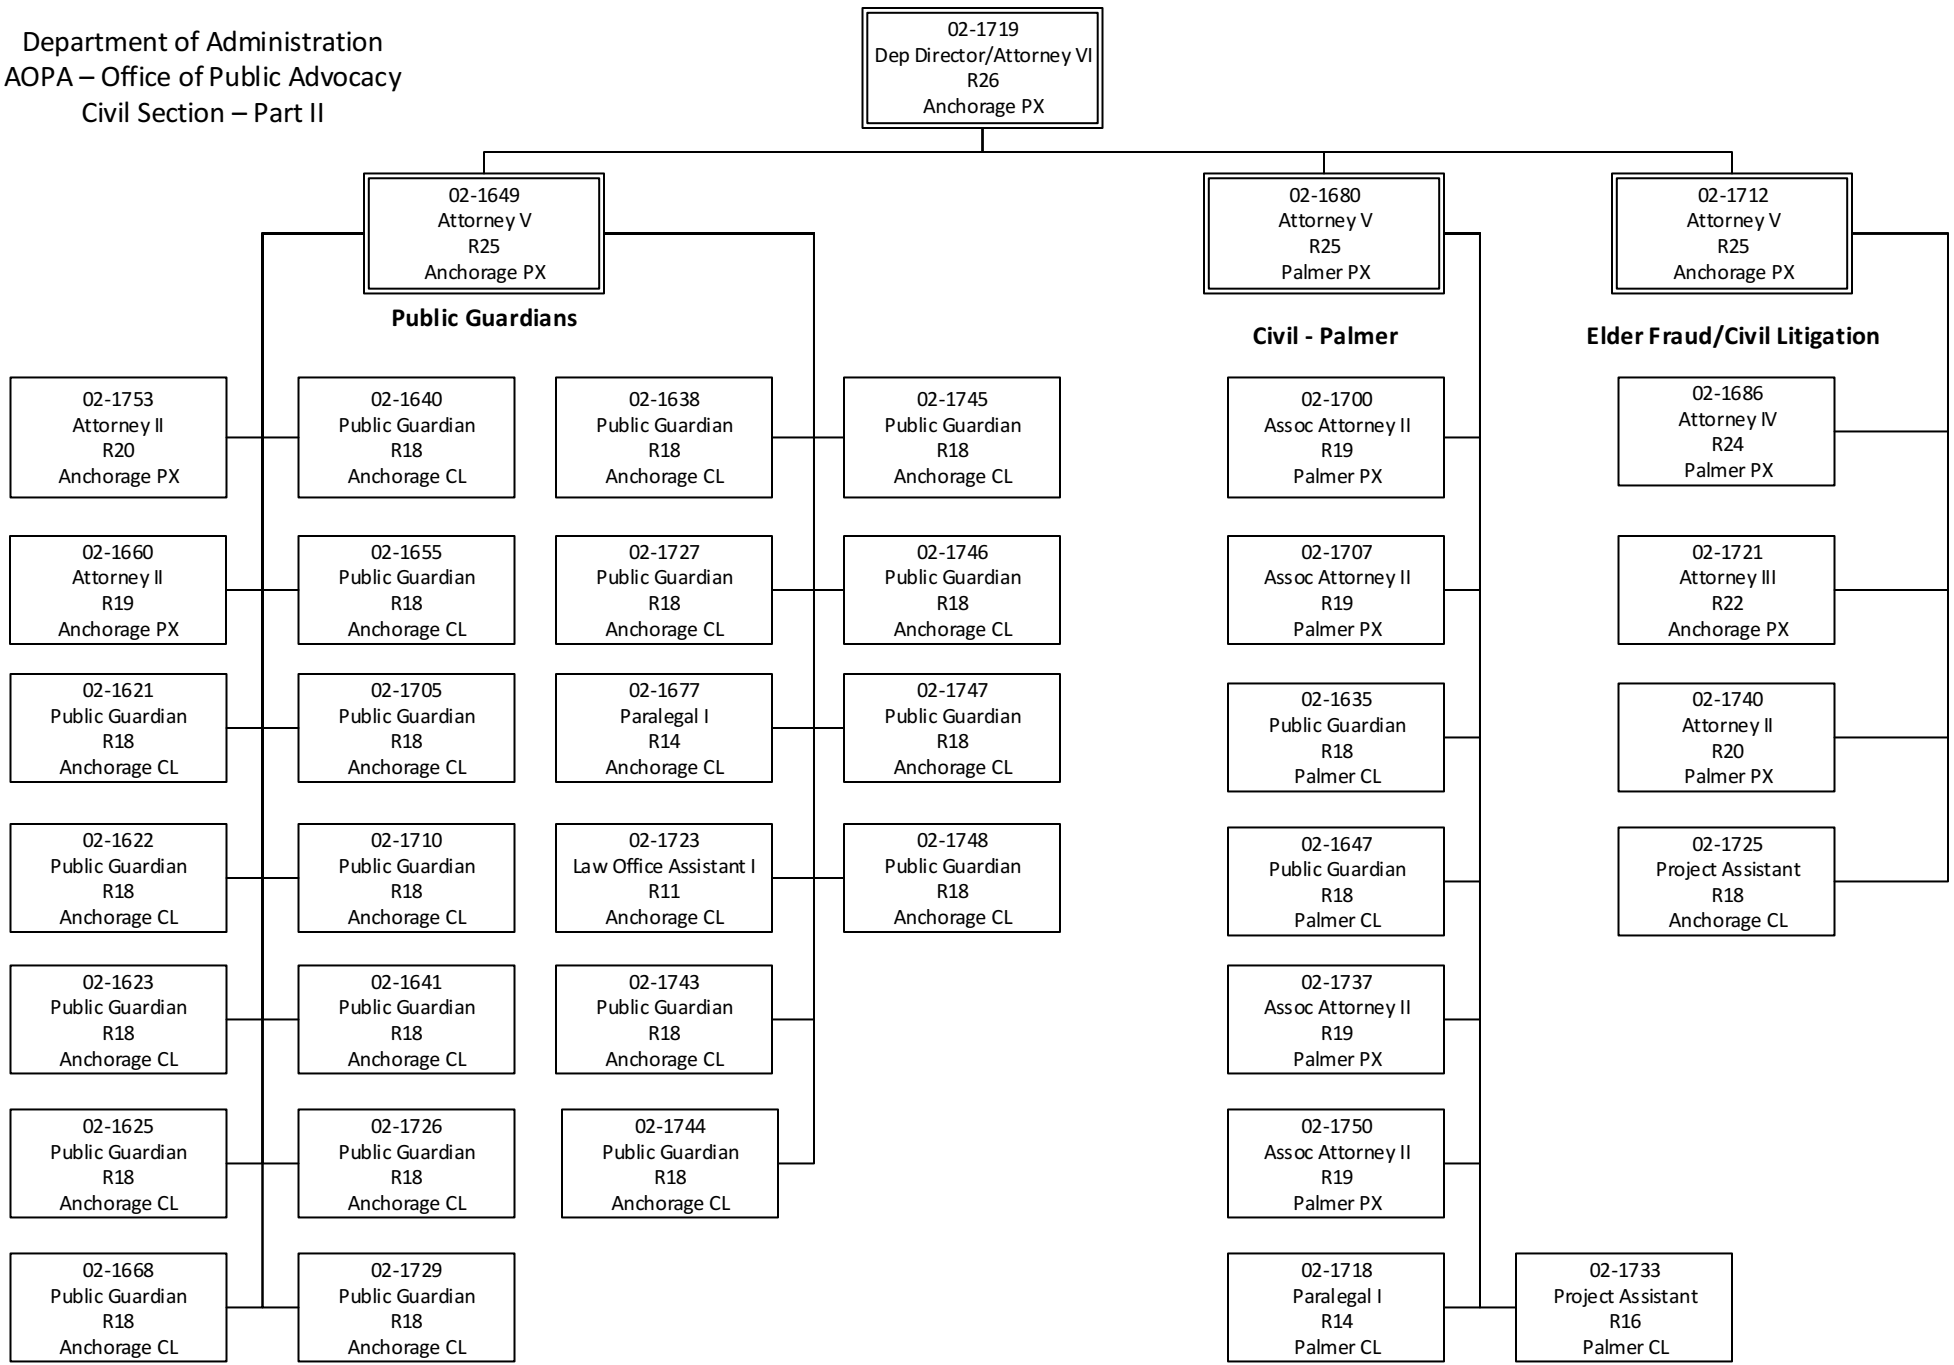 Department of Administration
AOPA – Office of Public Advocacy
Civil Section – Part II
02-1719
Dep Director/Attorney VI
R26
Anchorage PX
02-1649
Attorney V
R25
Anchorage PX
Public Guardians
02-1680
Attorney V
R25
Palmer PX
Civil - Palmer
02-1712
Attorney V
R25
Anchorage PX
Elder Fraud/Civil Litigation
02-1753
Attorney II
R20
Anchorage PX
02-1640
Public Guardian
R18
Anchorage CL
02-1638
Public Guardian
R18
Anchorage CL
02-1745
Public Guardian
R18
Anchorage CL
02-1700
Assoc Attorney II
R19
Palmer PX
02-1686
Attorney IV
R24
Palmer PX
02-1660
Attorney II
R19
Anchorage PX
02-1655
Public Guardian
R18
Anchorage CL
02-1727
Public Guardian
R18
Anchorage CL
02-1746
Public Guardian
R18
Anchorage CL
02-1707
Assoc Attorney II
R19
Palmer PX
02-1721
Attorney III
R22
Anchorage PX
02-1621
Public Guardian
R18
Anchorage CL
02-1705
Public Guardian
R18
Anchorage CL
02-1677
Paralegal I
R14
Anchorage CL
02-1747
Public Guardian
R18
Anchorage CL
02-1635
Public Guardian
R18
Palmer CL
02-1740
Attorney II
R20
Palmer PX
02-1622
Public Guardian
R18
Anchorage CL
02-1710
Public Guardian
R18
Anchorage CL
02-1723
Law Office Assistant I
R11
Anchorage CL
02-1748
Public Guardian
R18
Anchorage CL
02-1647
Public Guardian
R18
Palmer CL
02-1725
Project Assistant
R18
Anchorage CL
02-1623
Public Guardian
R18
Anchorage CL
02-1641
Public Guardian
R18
Anchorage CL
02-1743
Public Guardian
R18
Anchorage CL
02-1737
Assoc Attorney II
R19
Palmer PX
02-1625
Public Guardian
R18
Anchorage CL
02-1726
Public Guardian
R18
Anchorage CL
02-1744
Public Guardian
R18
Anchorage CL
02-1750
Assoc Attorney II
R19
Palmer PX
02-1668
Public Guardian
R18
Anchorage CL
02-1729
Public Guardian
R18
Anchorage CL
02-1718
Paralegal I
R14
Palmer CL
02-1733
Project Assistant
R16
Palmer CL